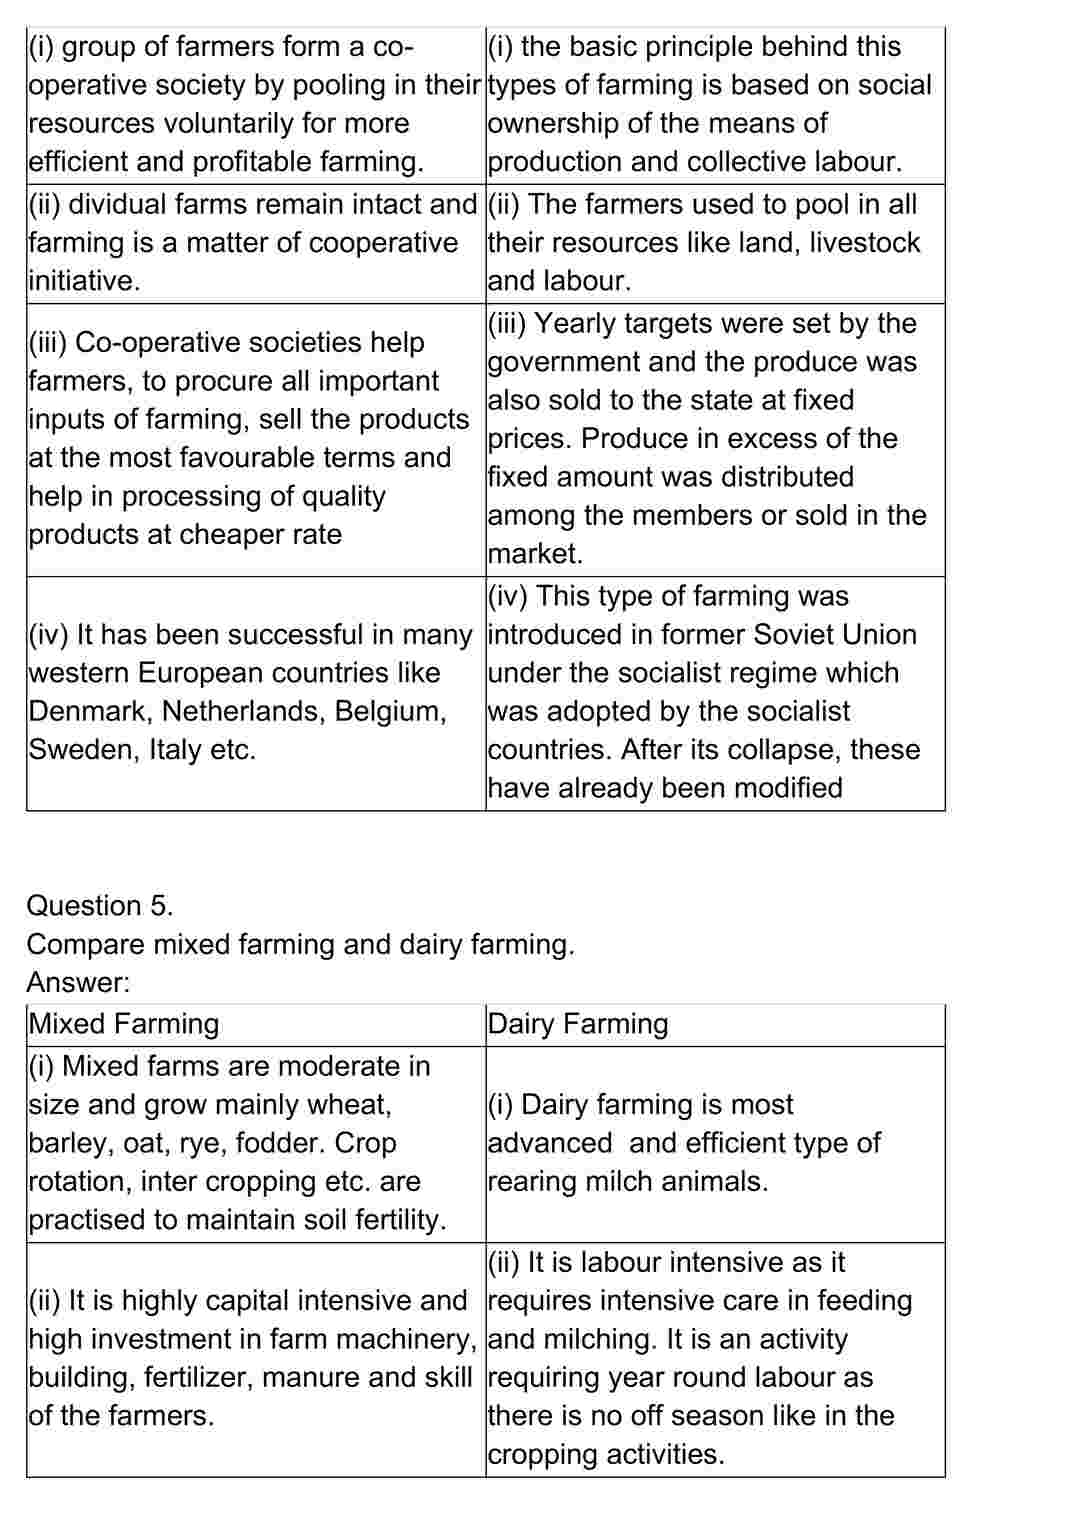 (i) group of farmers form a co-
operative society by pooling in their
resources voluntarily for more
efficient and profitable farming.
(i) the basic principle behind this
types of farming is based on social
ownership of the means of
production and collective labour.
(ii) dividual farms remain intact and
farming is a matter of cooperative
initiative.
(ii) The farmers used to pool in all
their resources like land, livestock
and labour.
(iii) Co-operative societies help
farmers, to procure all important
inputs of farming, sell the products
at the most favourable terms and
help in processing of quality
products at cheaper rate
(iii) Yearly targets were set by the
government and the produce was
also sold to the state at fixed
prices. Produce in excess of the
fixed amount was distributed
among the members or sold in the
market.
(iv) It has been successful in many
western European countries like
Denmark, Netherlands, Belgium,
Sweden, Italy etc.
(iv) This type of farming was
introduced in former Soviet Union
under the socialist regime which
was adopted by the socialist
countries. After its collapse, these
have already been modified
Question 5.
Compare mixed farming and dairy farming.
Answer:
Mixed Farming
Dairy Farming
(i) Mixed farms are moderate in
size and grow mainly wheat,
barley, oat, rye, fodder. Crop
rotation, inter cropping etc. are
practised to maintain soil fertility.
(i) Dairy farming is most
advanced  and efficient type of
rearing milch animals.
(ii) It is highly capital intensive and
high investment in farm machinery,
building, fertilizer, manure and skill
of the farmers.
(ii) It is labour intensive as it
requires intensive care in feeding
and milching. It is an activity
requiring year round labour as
there is no off season like in the
cropping activities.